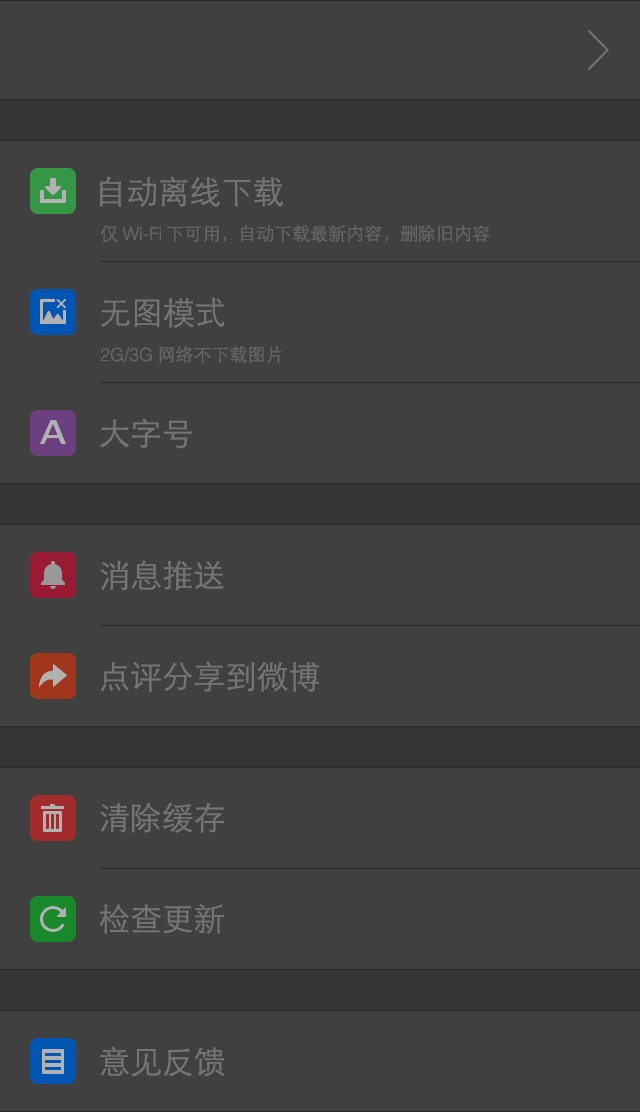 自动离线下载
仅 Wi-Fi 下可用，自动下载最新内容，删除旧内容
无图模式
2G/3G 网络不下载图片
大字号
消息推送
点评分享到微博
清除缓存
检查更新
意见反馈